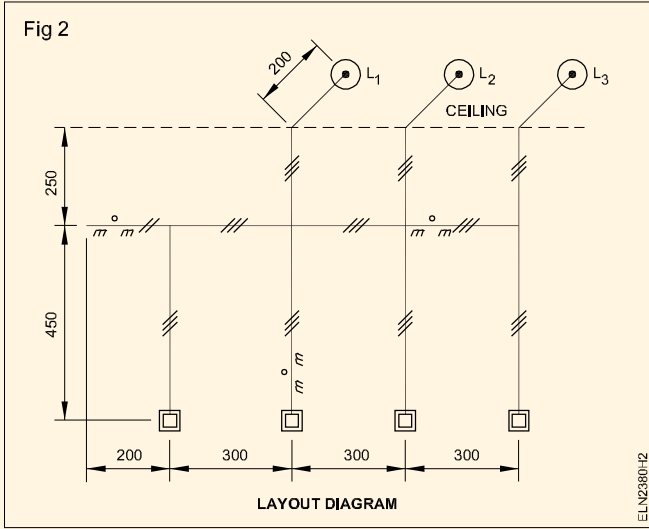 Fig 2
200
L1
L2
L3
CEILING
250
450
m m
m m
m
m
200
300
300
300
LAYOUT DIAGRAM
ELN2380H2